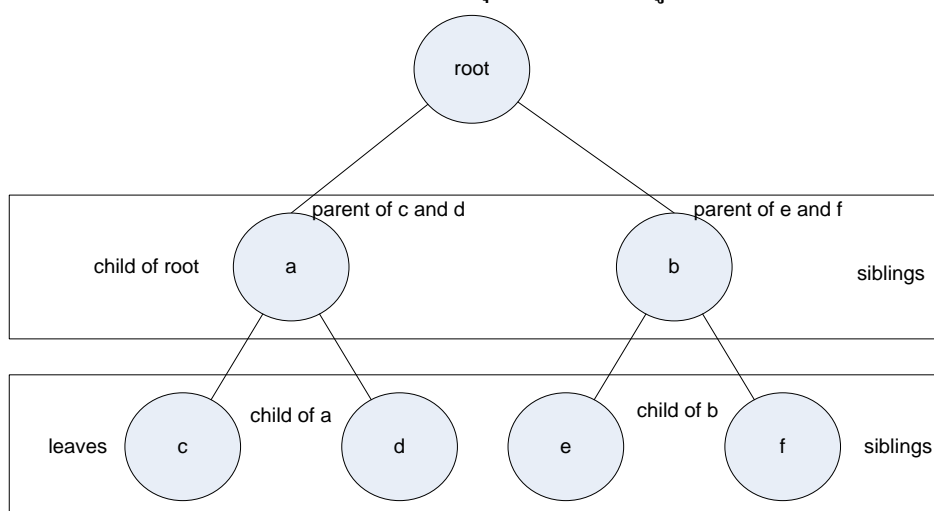 root
parent of c and d
parent of e and f
child of root
a
b
siblings
child of a
child of b
leaves
c
d
e
f
siblings